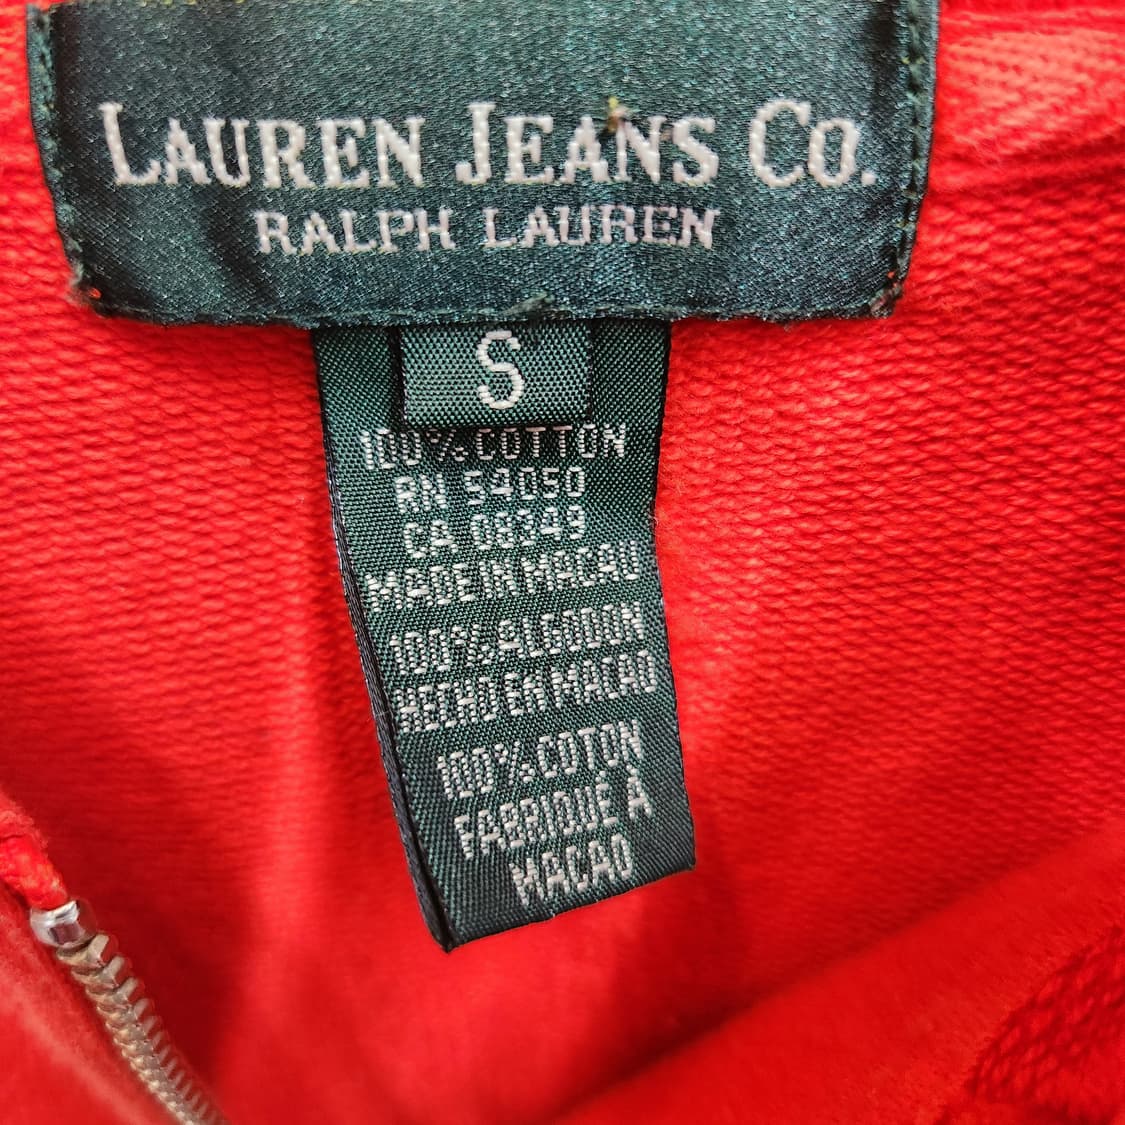 LAUREN JEANS CO.
RALPH LAUREN
S
100% COTTON
RN 54050
CA 08349
MADE IN MACAU
100% ALGODON
HECHO EN MACAO
100% COTON
FABRIQUÉ À
MACAO